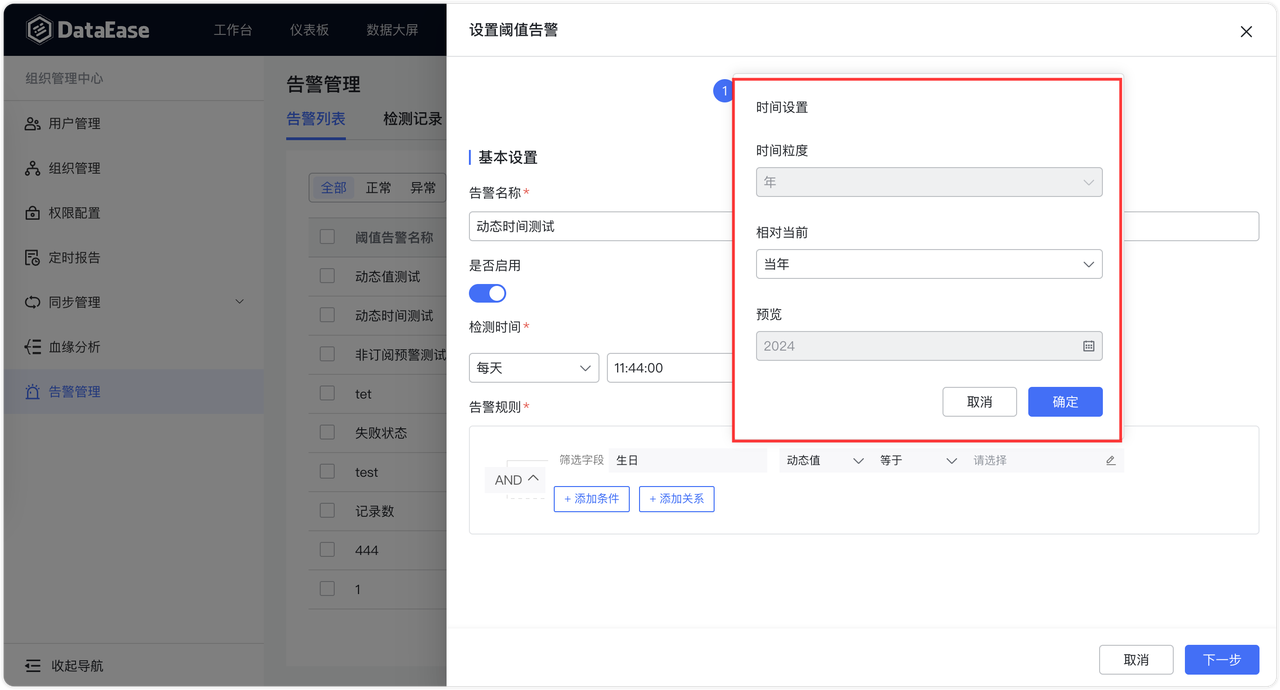 DataEase
工作台
仪表板
数据大屏
组织管理中心
用户管理
组织管理
权限配置
定时报告
同步管理
血缘分析
告警管理
收起导航
告警管理
告警列表
检测记录
全部
正常
异常
阈值告警名称
动态值测试
动态时间测试
非订阅预警测试
tet
失败状态
test
记录数
444
1
设置阈值告警
1
基本设置
告警名称*
动态时间测试
是否启用
检测时间*
每天
11:44:00
告警规则*
AND
筛选字段
生日
动态值
等于
请选择
+ 添加条件
+ 添加关系
时间设置
时间粒度
年
相对当前
当年
预览
2024
取消
确定
取消
下一步